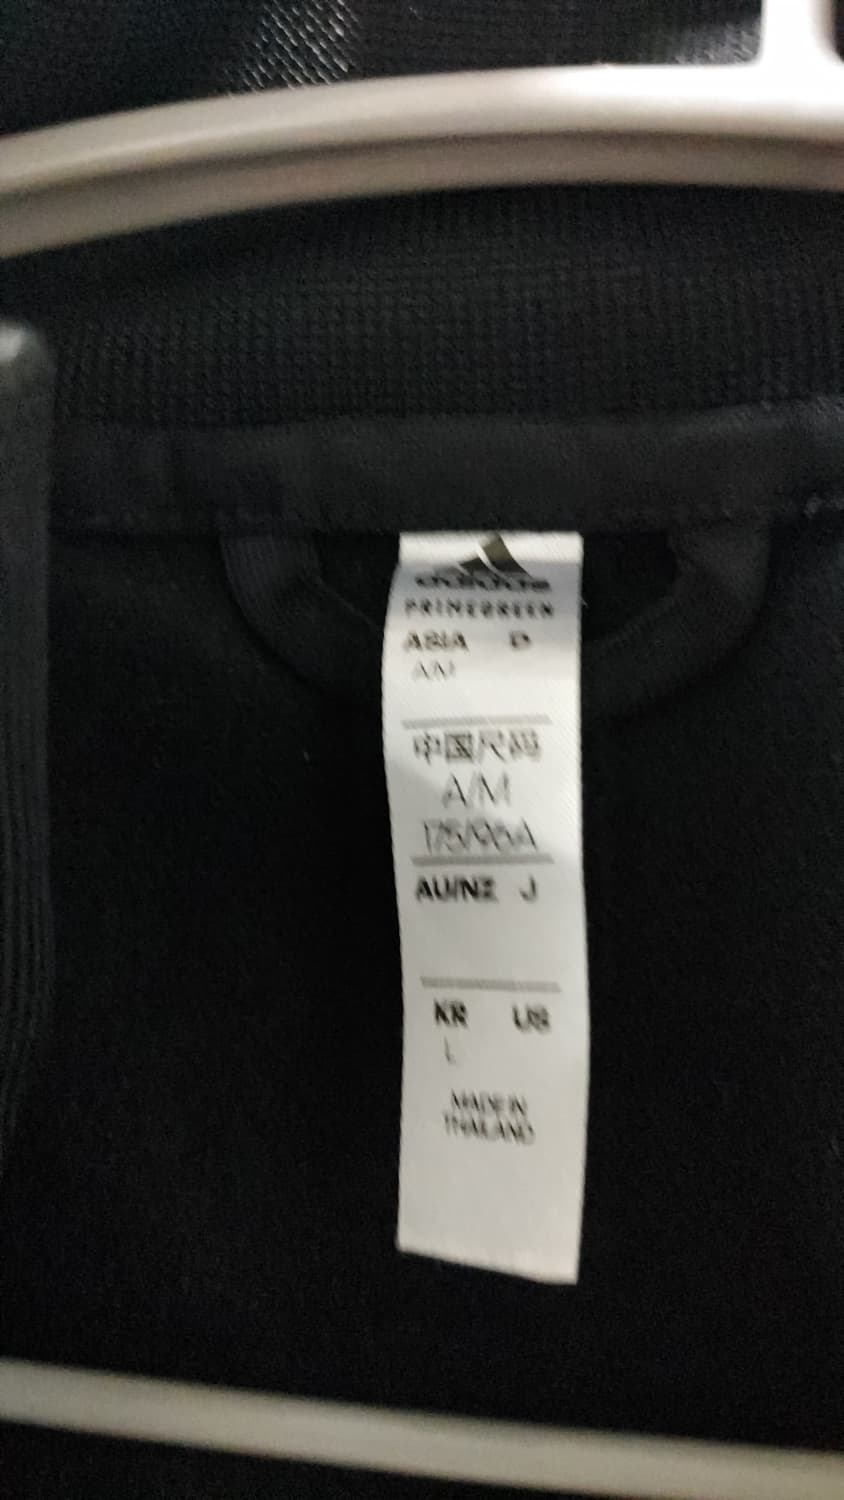 adidas
PRIMEGREEN
ASIA D
A/M
中国尺码
A/M
175/96A
AU/NZ J
KR US
L
MADE IN
THAILAND